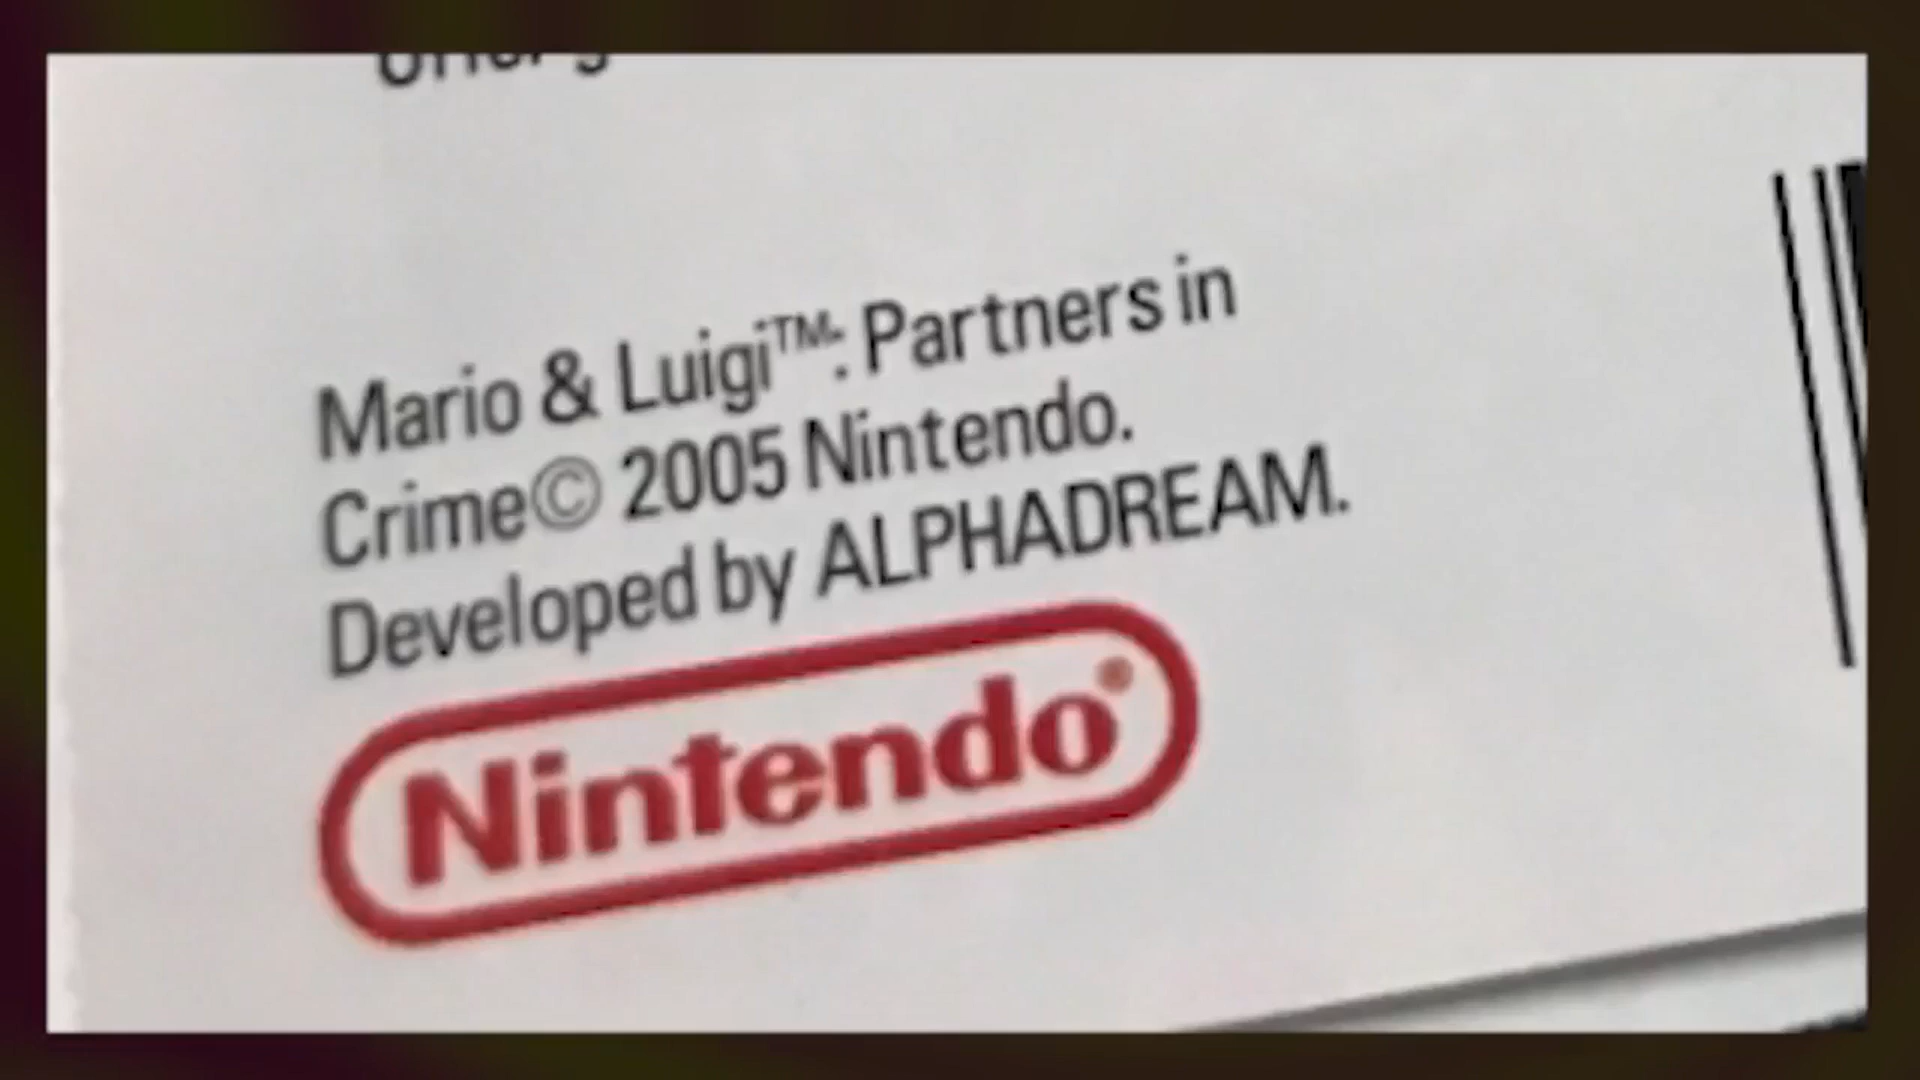 Mario & Luigi™: Partners in
Crime© 2005 Nintendo.
Developed by ALPHADREAM.
Nintendo®